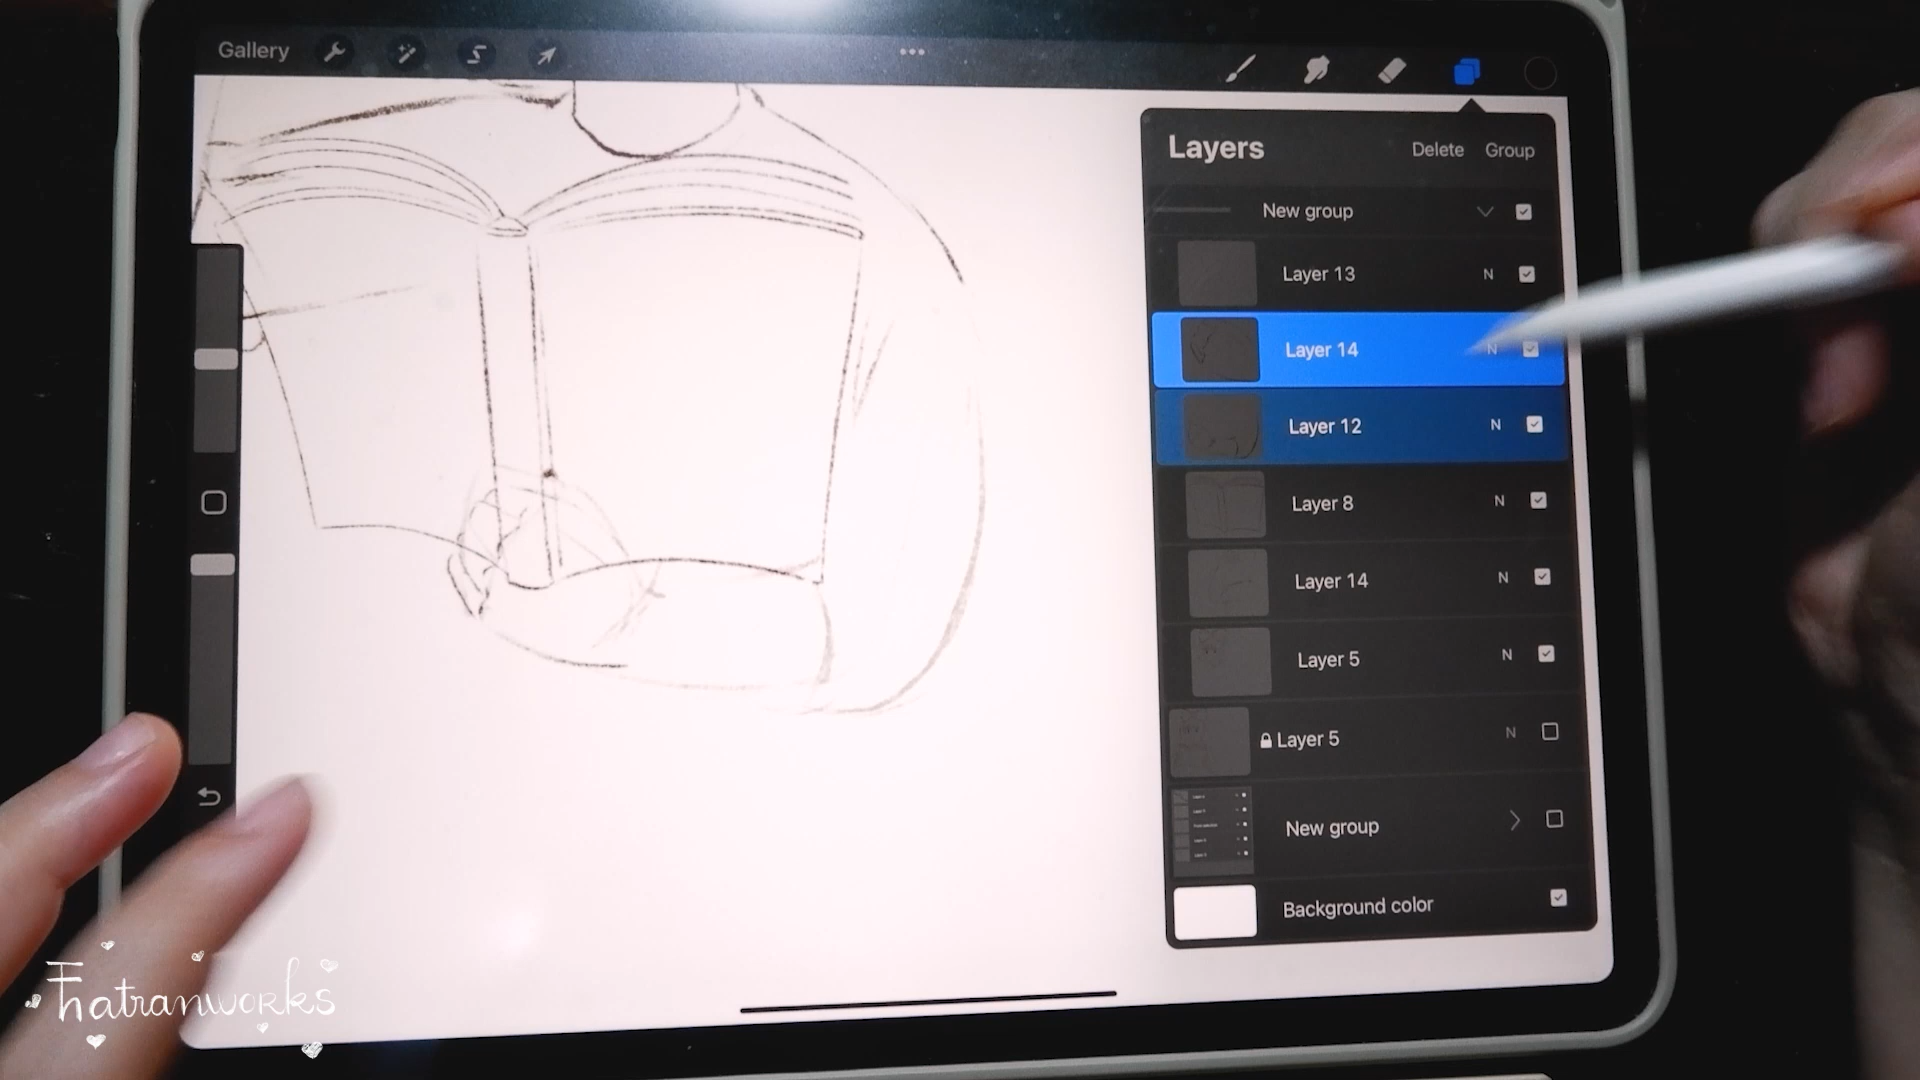 Gallery
Layers Delete Group
New group
Layer 13 N
Layer 14 N
Layer 12 N
Layer 8 N
Layer 14 N
Layer 5 N
Layer 5 N
New group
Background color
hatranworks